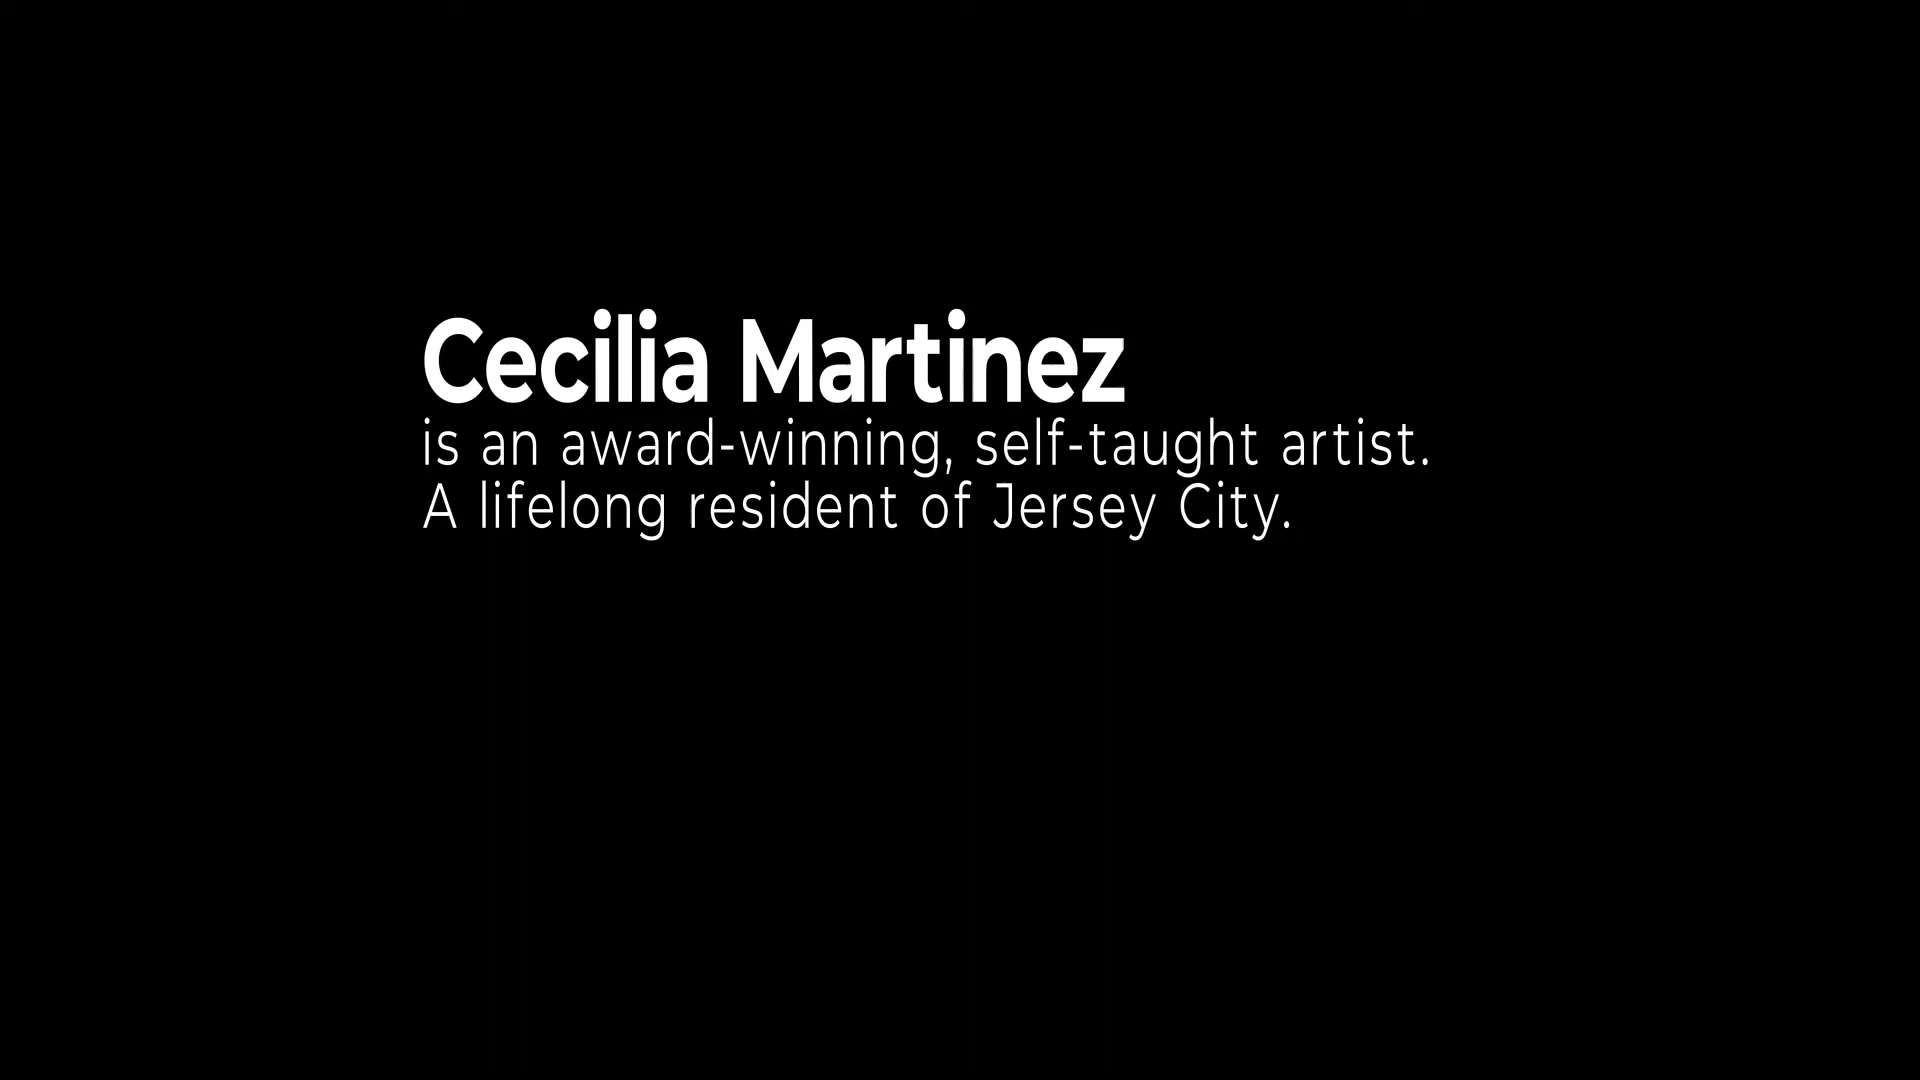 Cecilia Martinez
is an award-winning, self-taught artist.
A lifelong resident of Jersey City.